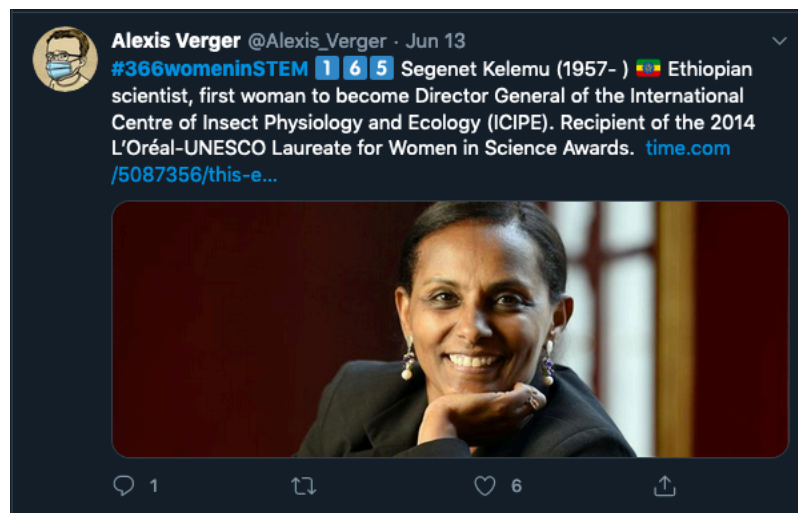 Alexis Verger @Alexis_Verger · Jun 13
#366womeninSTEM 1️⃣6️⃣5️⃣ Segenet Kelemu (1957- ) 🇪🇹 Ethiopian
scientist, first woman to become Director General of the International
Centre of Insect Physiology and Ecology (ICIPE). Recipient of the 2014
L'Oréal-UNESCO Laureate for Women in Science Awards. time.com
/5087356/this-e...
1 6